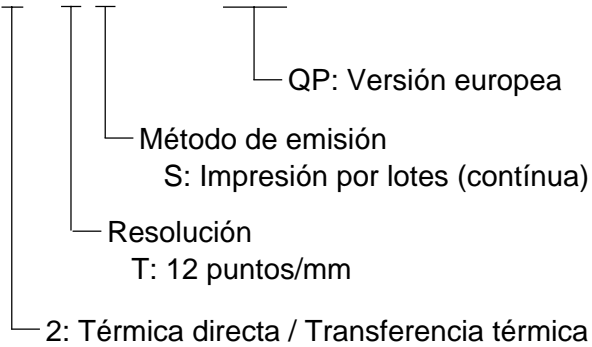 QP: Versión europea
Método de emisión
S: Impresión por lotes (contínua)
Resolución
T: 12 puntos/mm
2: Térmica directa / Transferencia térmica